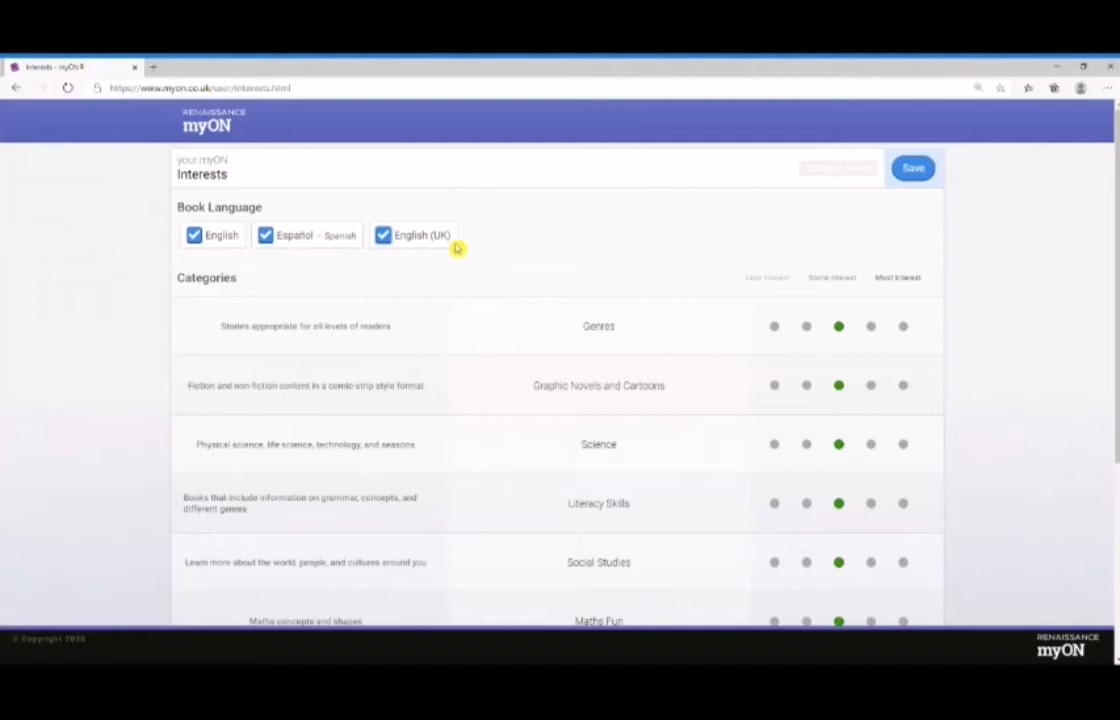 Interests - myON®
https://www.myon.co.uk/user/interests.html
RENAISSANCE
myON
your myON
Interests
Save
Book Language
English
Español - Spanish
English (UK)
Categories
Less Interest
Some Interest
Most Interest
Stories appropriate for all levels of readers
Genres
Fiction and non-fiction content in a comic-strip style format
Graphic Novels and Cartoons
Physical science, life science, technology, and seasons
Science
Books that include information on grammar, concepts, and
different genres
Literacy Skills
Learn more about the world, people, and cultures around you
Social Studies
Maths concepts and shapes
Maths Fun
© Copyright 2020
RENAISSANCE
myON